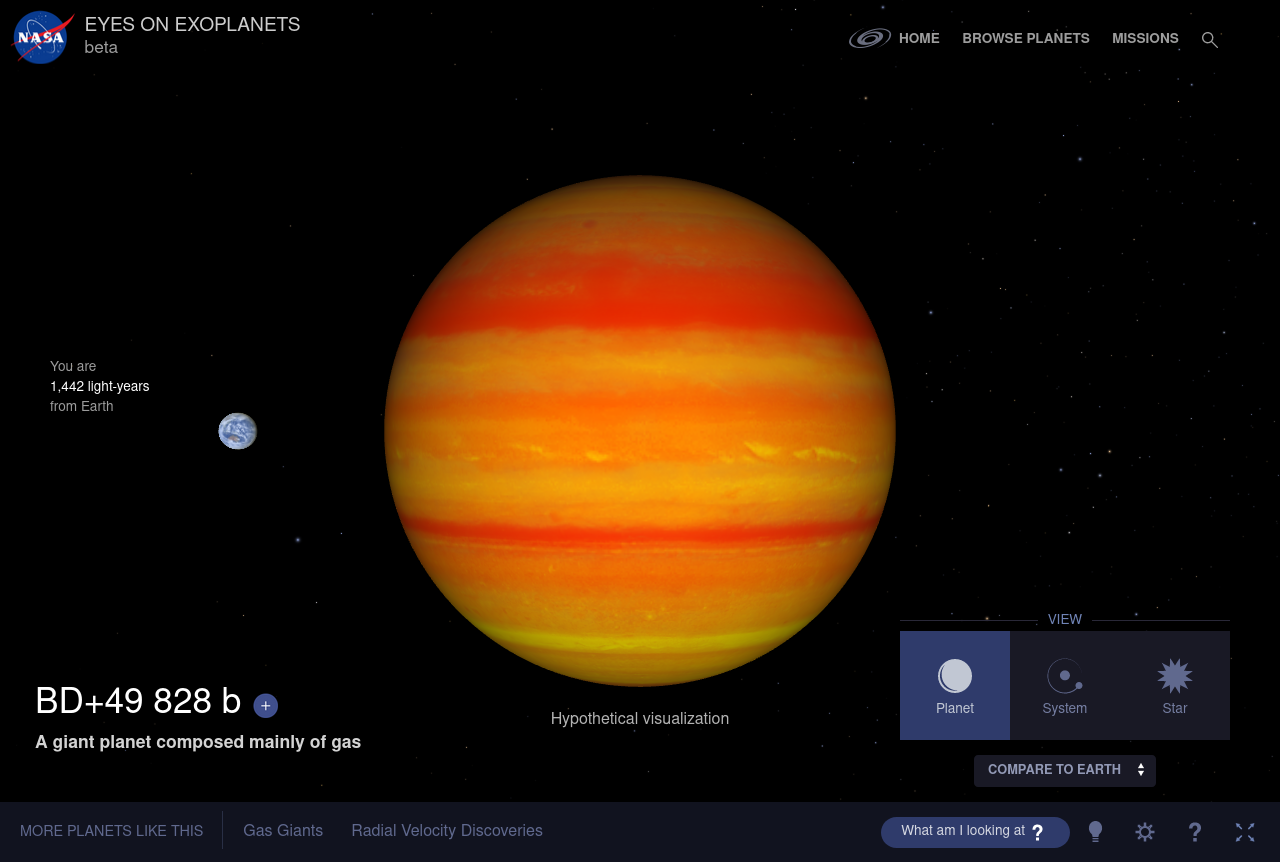 NASA
EYES ON EXOPLANETS
beta
HOME
BROWSE PLANETS
MISSIONS
You are
1,442 light-years
from Earth
VIEW
Planet
System
Star
BD+49 828 b +
A giant planet composed mainly of gas
Hypothetical visualization
COMPARE TO EARTH
MORE PLANETS LIKE THIS
Gas Giants
Radial Velocity Discoveries
What am I looking at ?
?